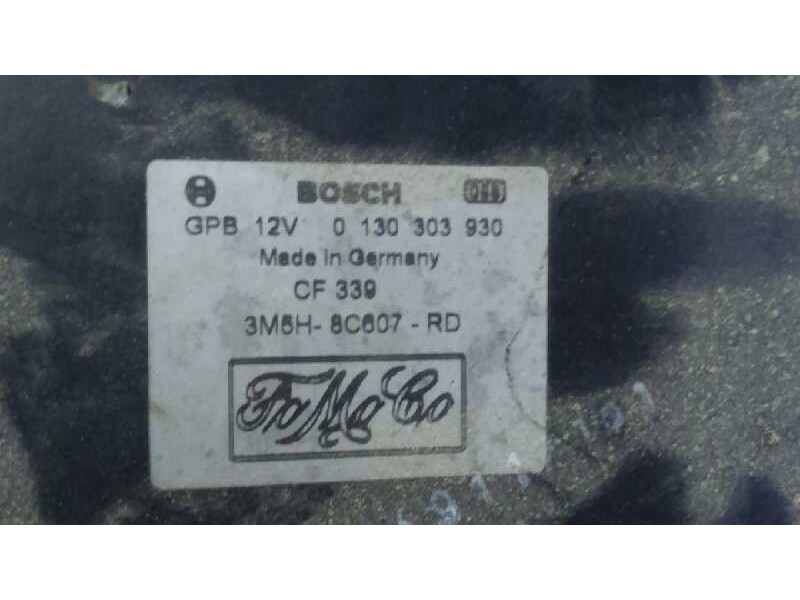 BOSCH
GPB 12V 0 130 303 930
Made in Germany
CF 339
3M5H- 8C607 - RD
FoMoCo